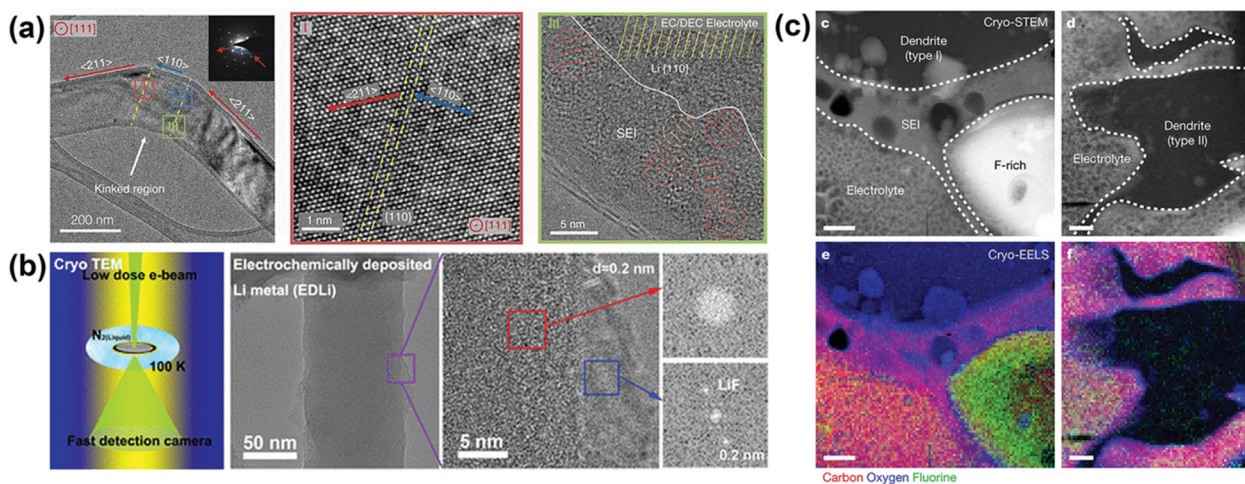 (a)
[111]
<211>
<110>
<211>
III
Kinked region
200 nm
I
<211>
<110>
{110}
1 nm
[111]
III
EC/DEC Electrolyte
Li {110}
SEI
5 nm
(b)
Cryo TEM
Low dose e-beam
N2(Liquid)
100 K
Fast detection camera
Electrochemically deposited
Li metal (EDLi)
50 nm
d=0.2 nm
5 nm
LiF
0.2 nm
(c)
c
Cryo-STEM
Dendrite
(type I)
SEI
Electrolyte
F-rich
d
Dendrite
(type II)
Electrolyte
e
Cryo-EELS
f
Carbon Oxygen Fluorine